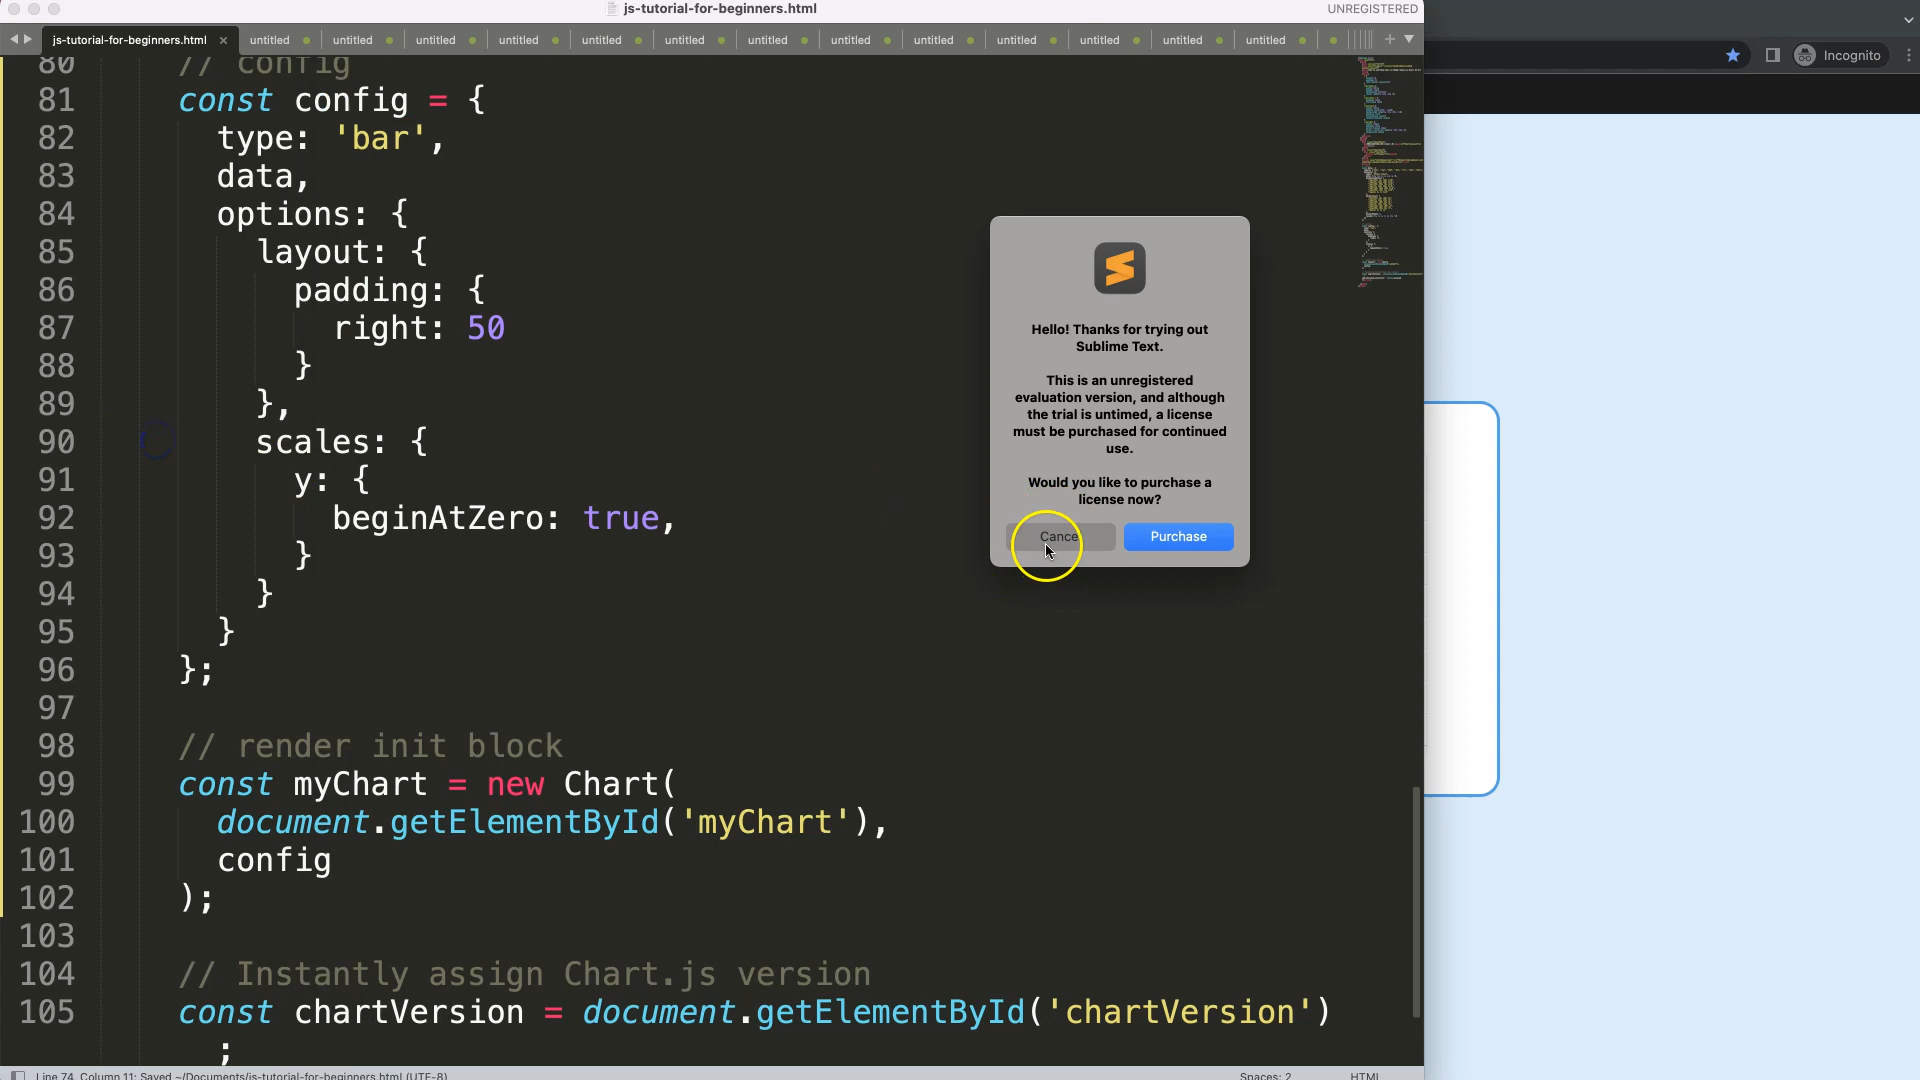 js-tutorial-for-beginners.html
UNREGISTERED
js-tutorial-for-beginners.html × untitled untitled untitled untitled untitled untitled untitled untitled untitled untitled untitled untitled untitled
Incognito
80 // config
81 const config = {
82 type: 'bar',
83 data,
84 options: {
85 layout: {
86 padding: {
87 right: 50
88 }
89 },
90 scales: {
91 y: {
92 beginAtZero: true,
93 }
94 }
95 }
96 };
97
98 // render init block
99 const myChart = new Chart(
100 document.getElementById('myChart'),
101 config
102 );
103
104 // Instantly assign Chart.js version
105 const chartVersion = document.getElementById('chartVersion')
;
Hello! Thanks for trying out
Sublime Text.
This is an unregistered
evaluation version, and although
the trial is untimed, a license
must be purchased for continued
use.
Would you like to purchase a
license now?
Cancel Purchase
Line 74, Column 11; Saved ~/Documents/js-tutorial-for-beginners.html (UTF-8)
Spaces: 2
HTML